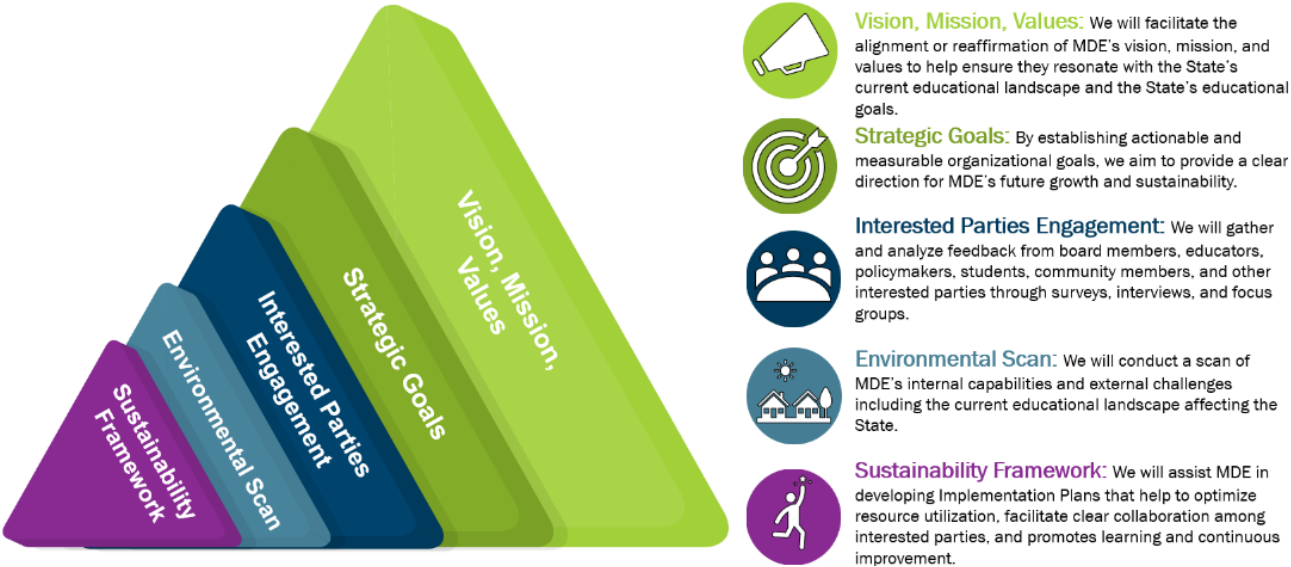 Sustainability
Framework
Environmental Scan
Interested Parties
Engagement
Strategic Goals
Vision, Mission,
Values
Vision, Mission, Values: We will facilitate the
alignment or reaffirmation of MDE’s vision, mission, and
values to help ensure they resonate with the State’s
current educational landscape and the State’s educational
goals.
Strategic Goals: By establishing actionable and
measurable organizational goals, we aim to provide a clear
direction for MDE’s future growth and sustainability.
Interested Parties Engagement: We will gather
and analyze feedback from board members, educators,
policymakers, students, community members, and other
interested parties through surveys, interviews, and focus
groups.
Environmental Scan: We will conduct a scan of
MDE’s internal capabilities and external challenges
including the current educational landscape affecting the
State.
Sustainability Framework: We will assist MDE in
developing Implementation Plans that help to optimize
resource utilization, facilitate clear collaboration among
interested parties, and promotes learning and continuous
improvement.